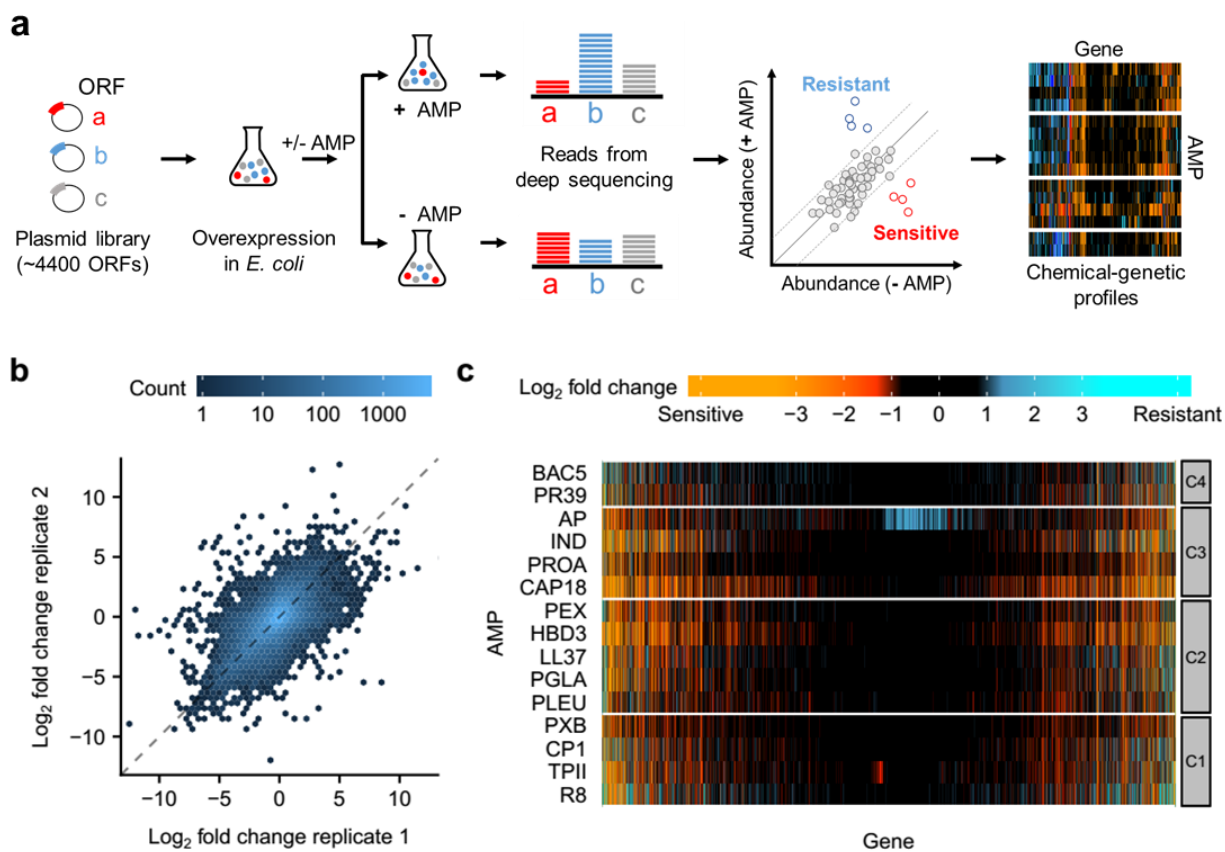 a
ORF
a
b
c
Plasmid library
(~4400 ORFs)
Overexpression
in E. coli
+/- AMP
+ AMP
- AMP
a b c
Reads from
deep sequencing
a b c
Abundance (+ AMP)
Resistant
Sensitive
Abundance (- AMP)
Gene
AMP
Chemical-genetic
profiles
b
Count
1 10 100 1000
Log₂ fold change replicate 2
10
5
0
−5
−10
−10 −5 0 5 10
Log₂ fold change replicate 1
c
Log₂ fold change
Sensitive −3 −2 −1 0 1 2 3 Resistant
AMP
BAC5
PR39
AP
IND
PROA
CAP18
PEX
HBD3
LL37
PGLA
PLEU
PXB
CP1
TPII
R8
C4
C3
C2
C1
Gene